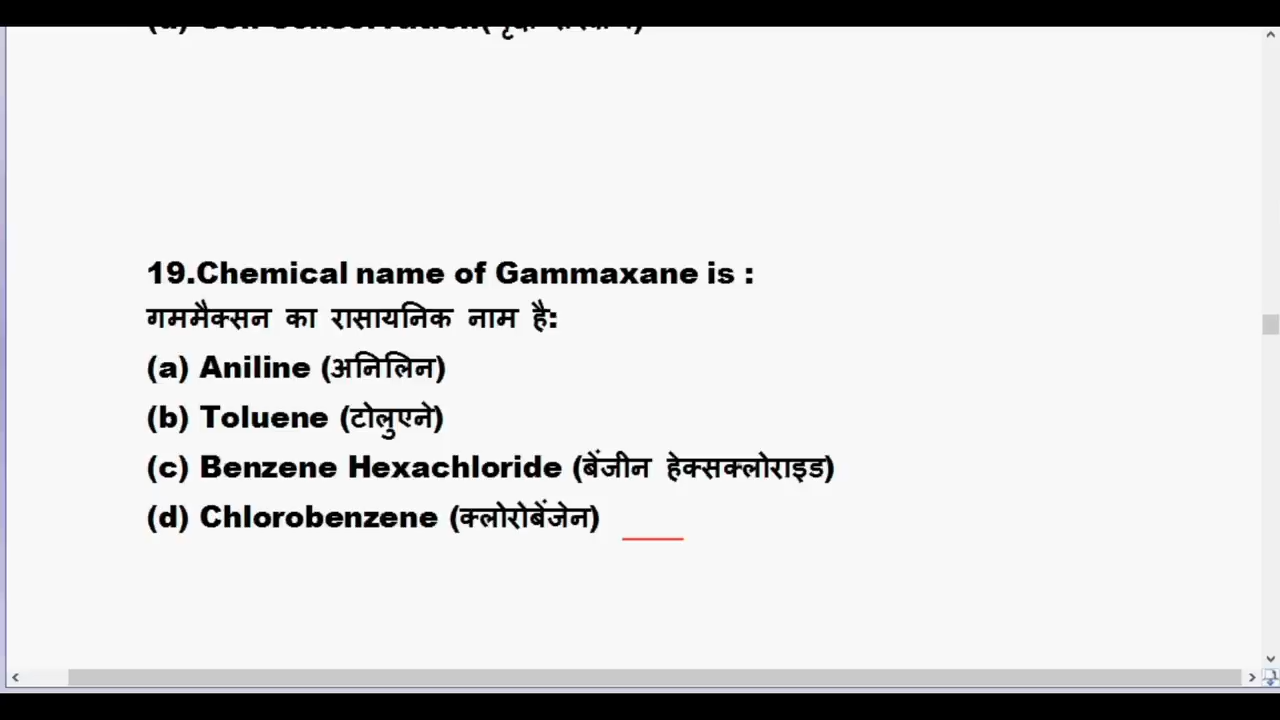 19.Chemical name of Gammaxane is :
गममैक्सन का रासायनिक नाम है:
(a) Aniline (अनिलिन)
(b) Toluene (टोलुएने)
(c) Benzene Hexachloride (बेंजीन हेक्सक्लोराइड)
(d) Chlorobenzene (क्लोरोबेंजेन)